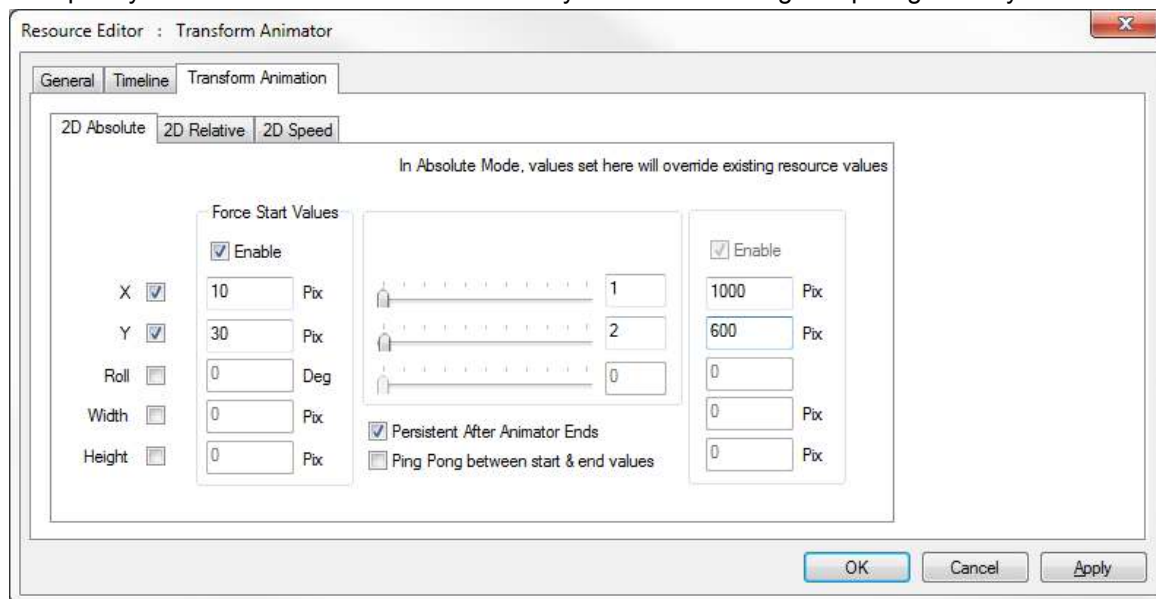 Resource Editor : Transform Animator
General Timeline Transform Animation
2D Absolute 2D Relative 2D Speed
In Absolute Mode, values set here will override existing resource values
Force Start Values
Enable Enable
X 10 Pix 1 1000 Pix
Y 30 Pix 2 600 Pix
Roll 0 Deg 0 0
Width 0 Pix 0 Pix
Persistent After Animator Ends
Height 0 Pix 0 Pix
Ping Pong between start & end values
OK Cancel Apply